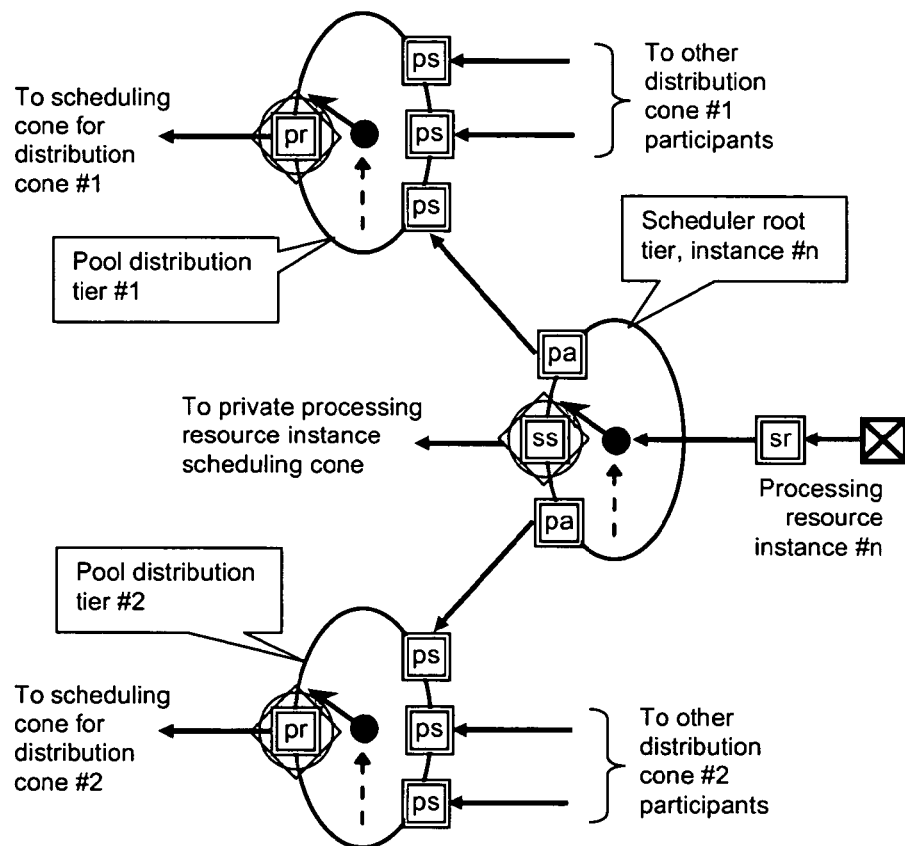 ps
To other
distribution
cone #1
participants
To scheduling
cone for
distribution
cone #1
pr
ps
ps
Scheduler root
tier, instance #n
Pool distribution
tier #1
pa
To private processing
resource instance
scheduling cone
ss
sr
Processing
resource
instance #n
pa
Pool distribution
tier #2
ps
To scheduling
cone for
distribution
cone #2
pr
ps
To other
distribution
cone #2
participants
ps